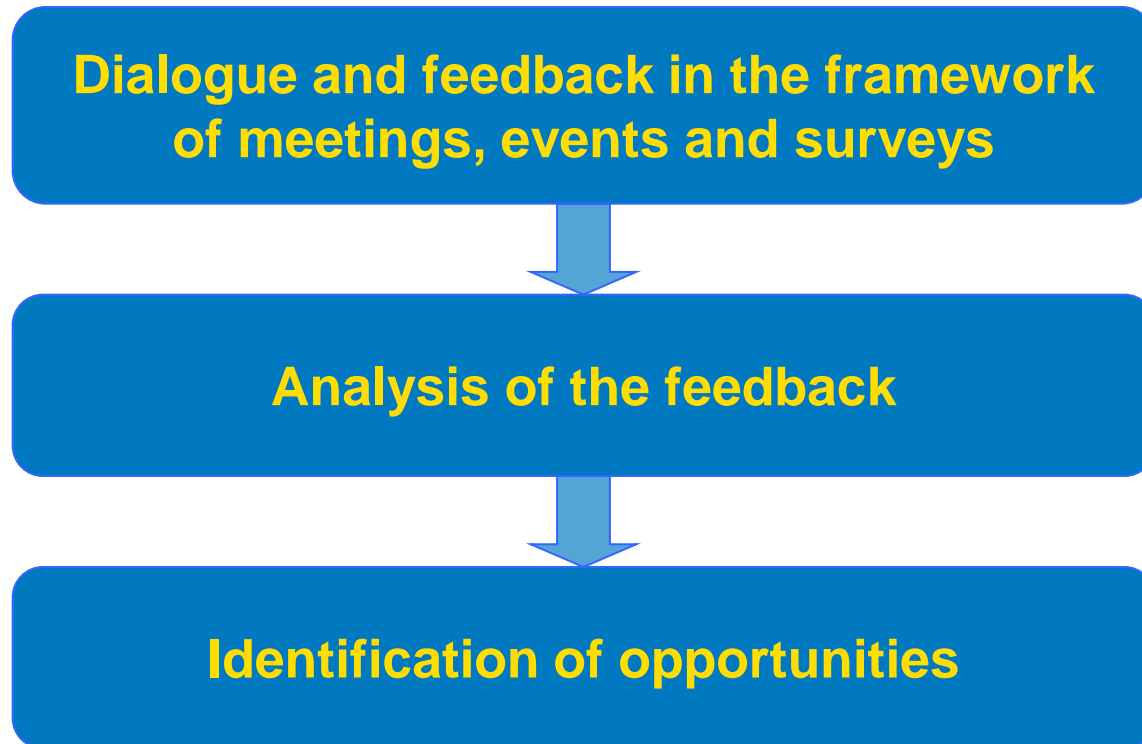 Dialogue and feedback in the framework
of meetings, events and surveys
Analysis of the feedback
Identification of opportunities